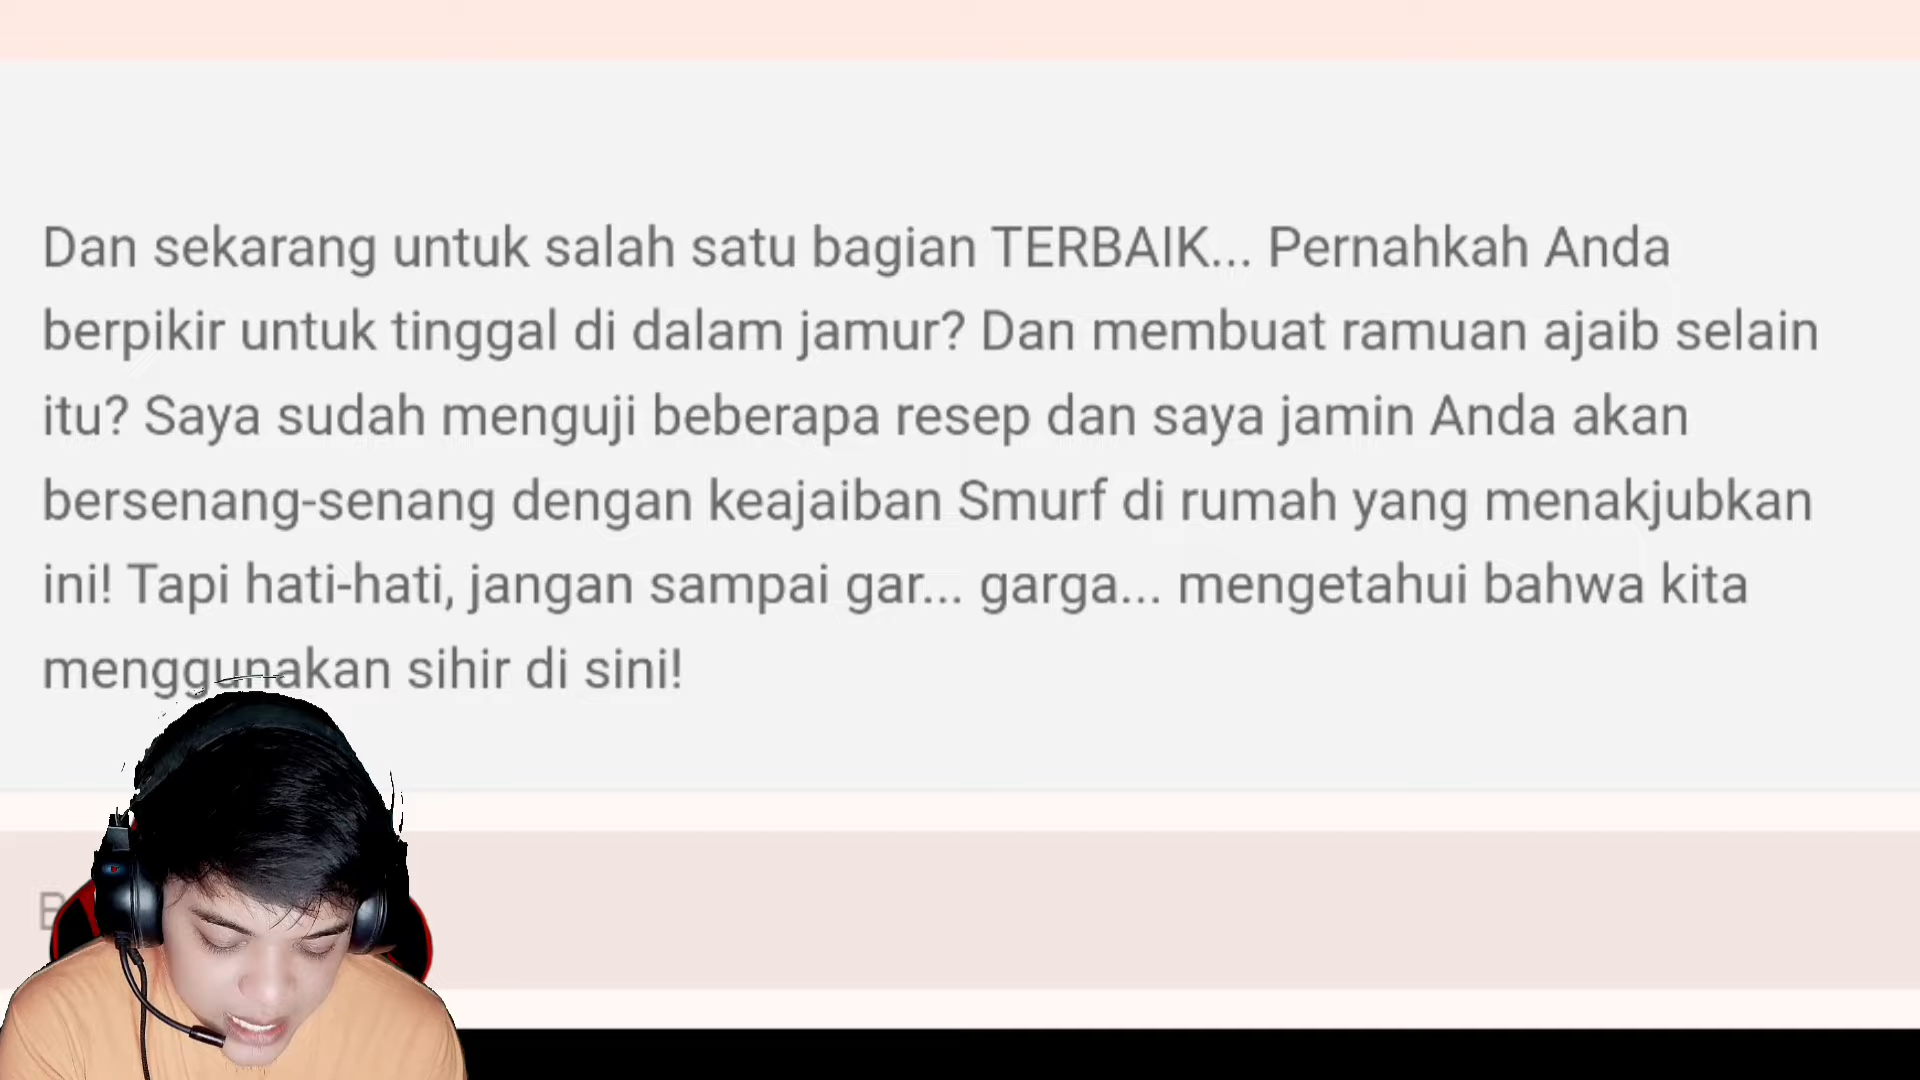 Dan sekarang untuk salah satu bagian TERBAIK... Pernahkah Anda
berpikir untuk tinggal di dalam jamur? Dan membuat ramuan ajaib selain
itu? Saya sudah menguji beberapa resep dan saya jamin Anda akan
bersenang-senang dengan keajaiban Smurf di rumah yang menakjubkan
ini! Tapi hati-hati, jangan sampai gar... garga... mengetahui bahwa kita
menggunakan sihir di sini!